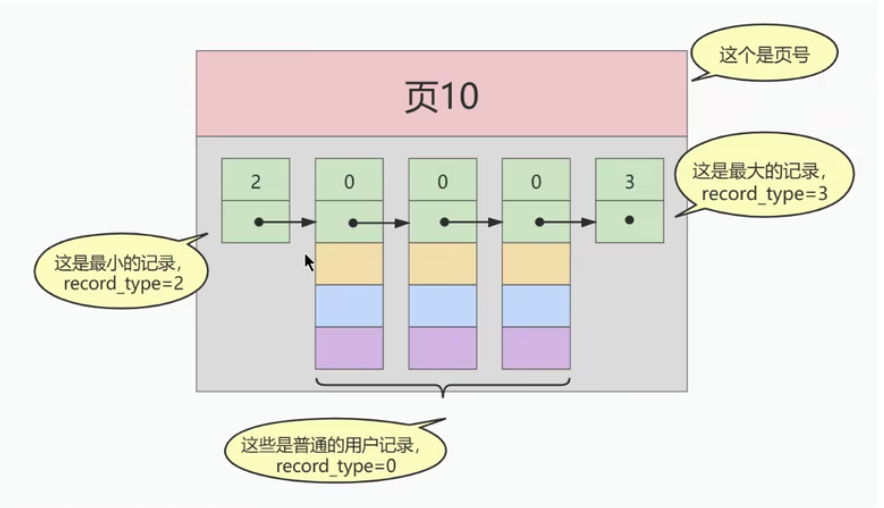 这个是页号
页10
这是最大的记录，
record_type=3
2
0
0
0
3
这是最小的记录，
record_type=2
这些是普通的用户记录，
record_type=0